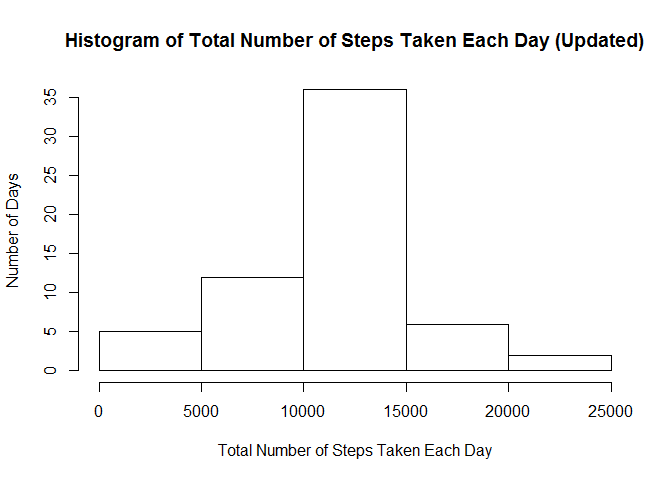 Histogram of Total Number of Steps Taken Each Day (Updated)
Number of Days
35
30
25
20
15
10
5
0
0 5000 10000 15000 20000 25000
Total Number of Steps Taken Each Day